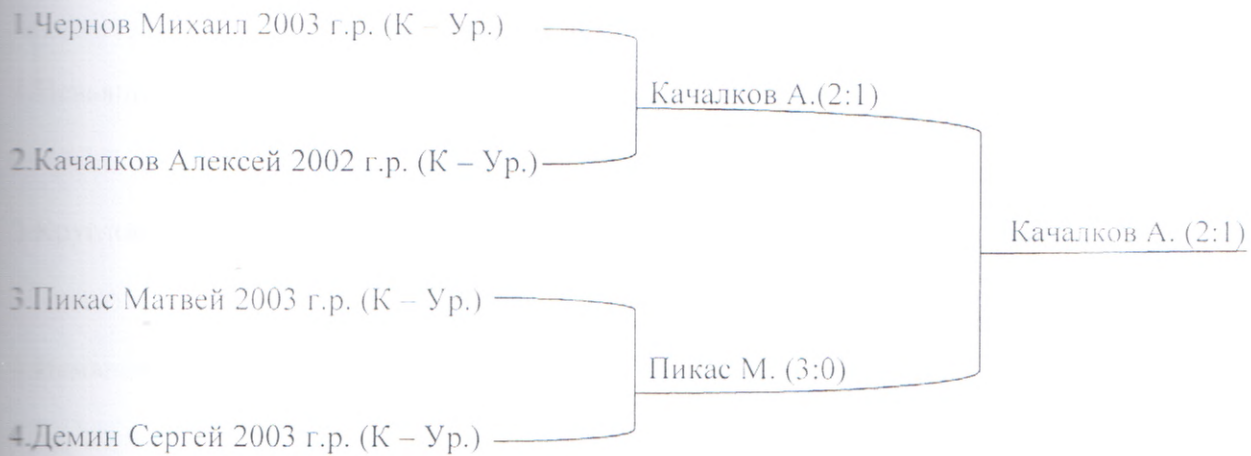 1.Чернов Михаил 2003 г.р. (К – Ур.)
Качалков А.(2:1)
2.Качалков Алексей 2002 г.р. (К – Ур.)
Качалков А. (2:1)
3.Пикас Матвей 2003 г.р. (К – Ур.)
Пикас М. (3:0)
4.Демин Сергей 2003 г.р. (К – Ур.)